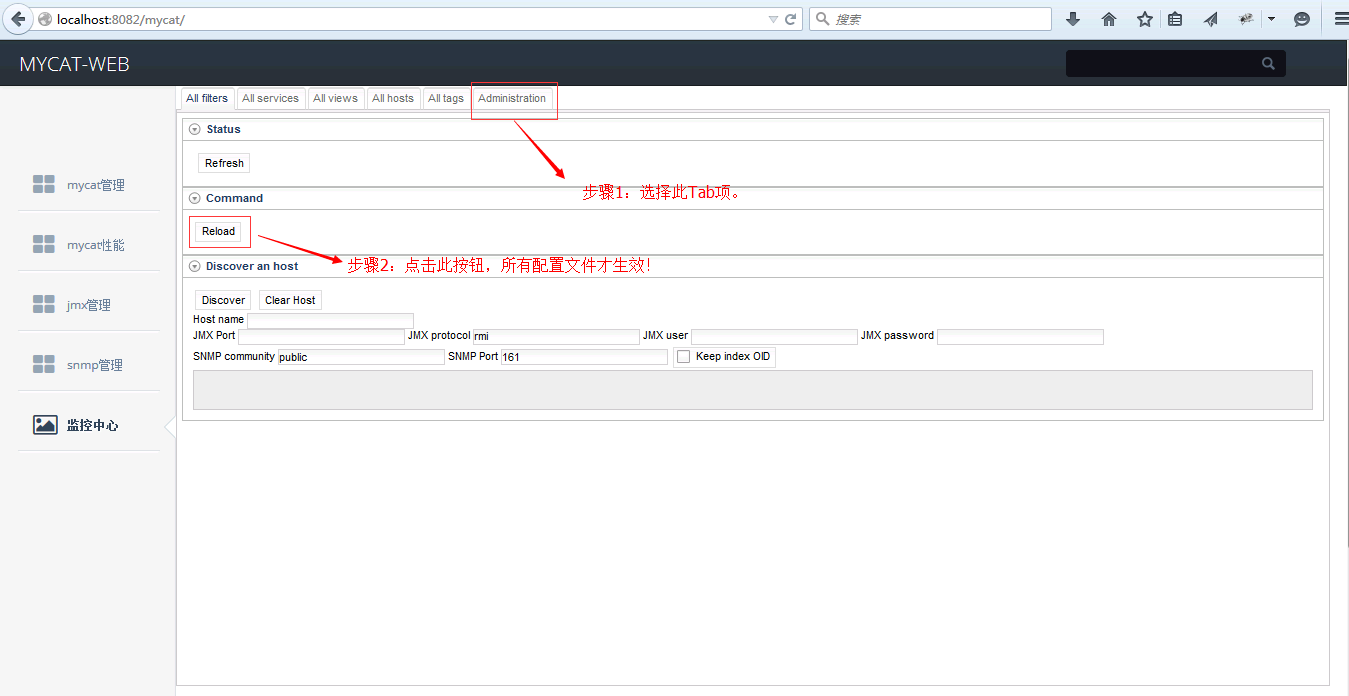 localhost:8082/mycat/
搜索
MYCAT-WEB
All filters All services All views All hosts All tags Administration
Status
Refresh
步骤1：选择此Tab项。
Command
Reload
步骤2：点击此按钮，所有配置文件才生效！
Discover an host
Discover Clear Host
Host name
JMX Port JMX protocol rmi JMX user JMX password
SNMP community public SNMP Port 161 Keep index OID
mycat管理
mycat性能
jmx管理
snmp管理
监控中心